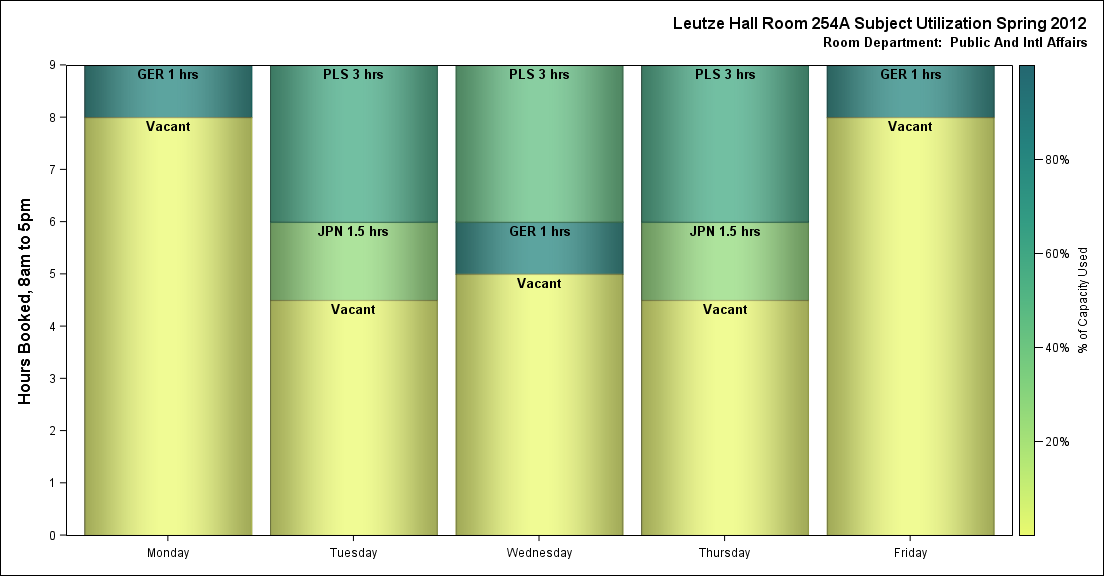 Leutze Hall Room 254A Subject Utilization Spring 2012
Room Department:  Public And Intl Affairs
Hours Booked, 8am to 5pm
9
8
7
6
5
4
3
2
1
0
GER 1 hrs
Vacant
Monday
PLS 3 hrs
JPN 1.5 hrs
Vacant
Tuesday
PLS 3 hrs
GER 1 hrs
Vacant
Wednesday
PLS 3 hrs
JPN 1.5 hrs
Vacant
Thursday
GER 1 hrs
Vacant
Friday
80%
60%
40%
20%
% of Capacity Used